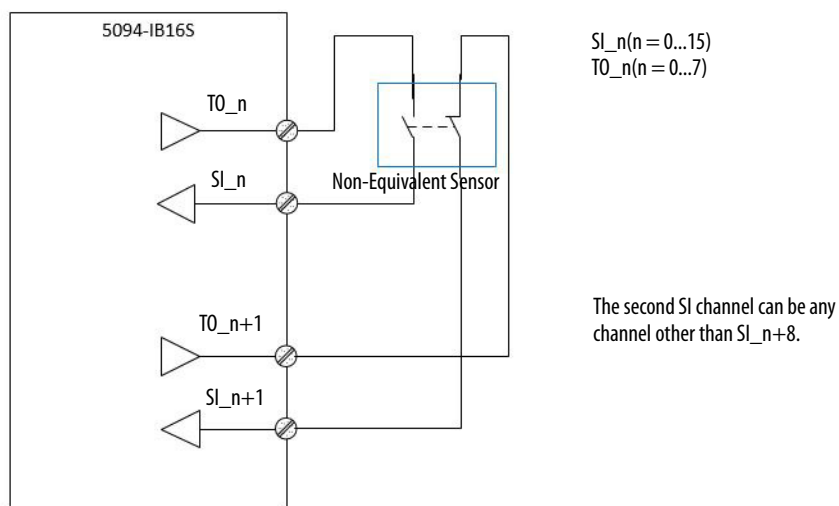 5094-IB16S
SI_n(n = 0...15)
TO_n(n = 0...7)
TO_n
SI_n
Non-Equivalent Sensor
TO_n+1
SI_n+1
The second SI channel can be any
channel other than SI_n+8.